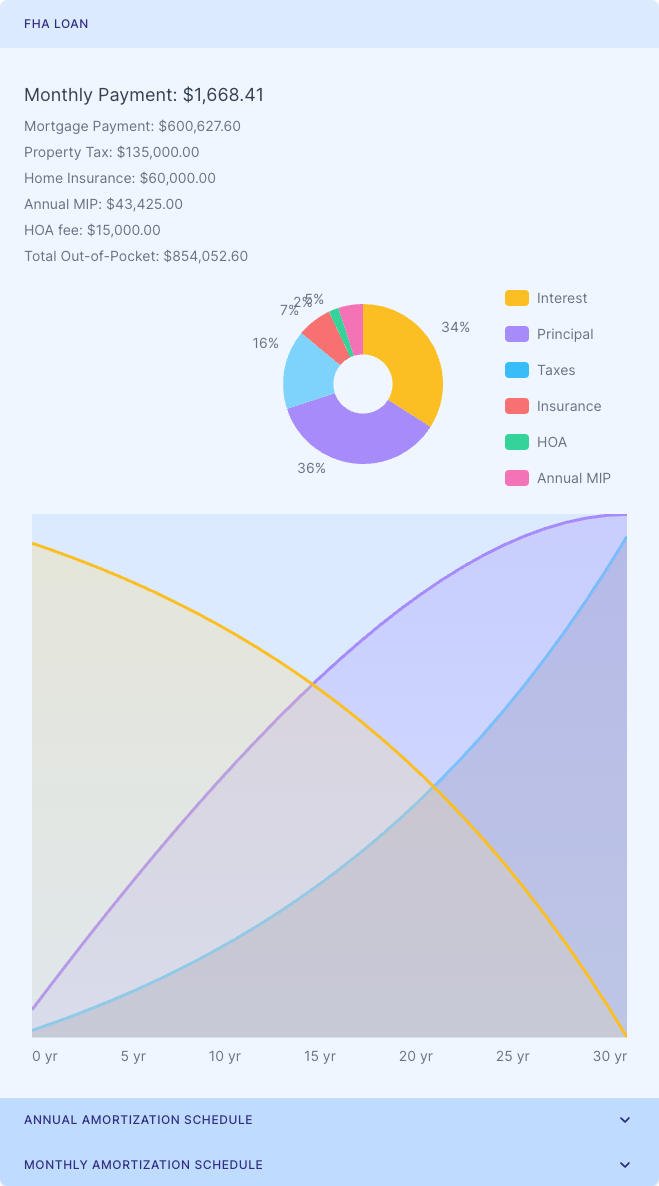 FHA LOAN
Monthly Payment: $1,668.41
Mortgage Payment: $600,627.60
Property Tax: $135,000.00
Home Insurance: $60,000.00
Annual MIP: $43,425.00
HOA fee: $15,000.00
Total Out-of-Pocket: $854,052.60
34%
36%
16%
7%
2%
5%
Interest
Principal
Taxes
Insurance
HOA
Annual MIP
0 yr 5 yr 10 yr 15 yr 20 yr 25 yr 30 yr
ANNUAL AMORTIZATION SCHEDULE
MONTHLY AMORTIZATION SCHEDULE